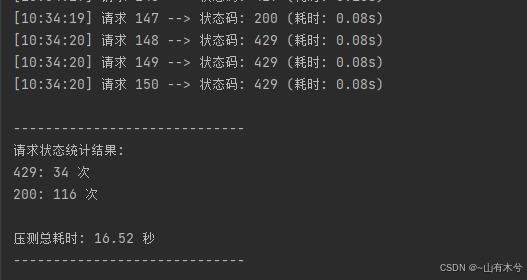 [10:34:19] 请求 147 --> 状态码: 200 (耗时: 0.08s)
[10:34:20] 请求 148 --> 状态码: 429 (耗时: 0.08s)
[10:34:20] 请求 149 --> 状态码: 429 (耗时: 0.08s)
[10:34:20] 请求 150 --> 状态码: 429 (耗时: 0.08s)
-----------------------------
请求状态统计结果:
429: 34 次
200: 116 次
压测总耗时: 16.52 秒
-----------------------------
CSDN @~山有木兮